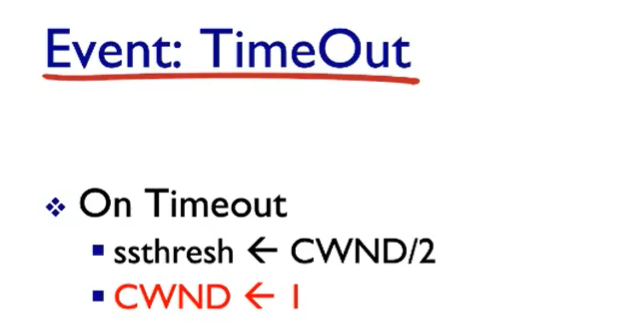 Event: TimeOut
On Timeout
ssthresh ← CWND/2
CWND ← 1